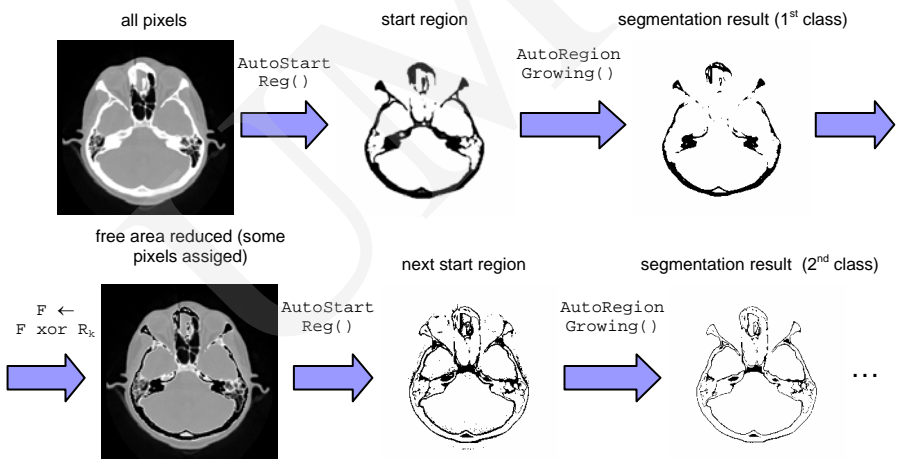 all pixels
start region
segmentation result (1st class)
AutoStart
Reg()
AutoRegion
Growing()
free area reduced (some
pixels assiged)
next start region
segmentation result (2nd class)
F ←
F xor Rk
AutoStart
Reg()
AutoRegion
Growing()
...
UM